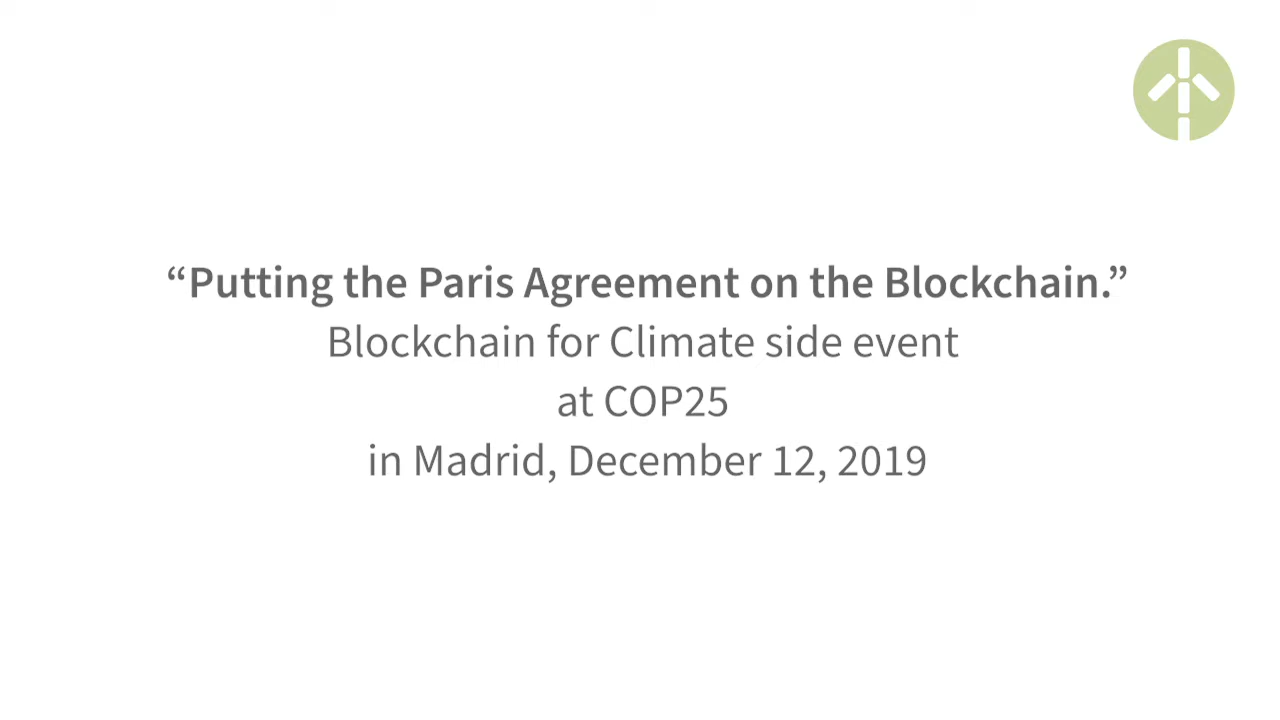 “Putting the Paris Agreement on the Blockchain.”
Blockchain for Climate side event
at COP25
in Madrid, December 12, 2019